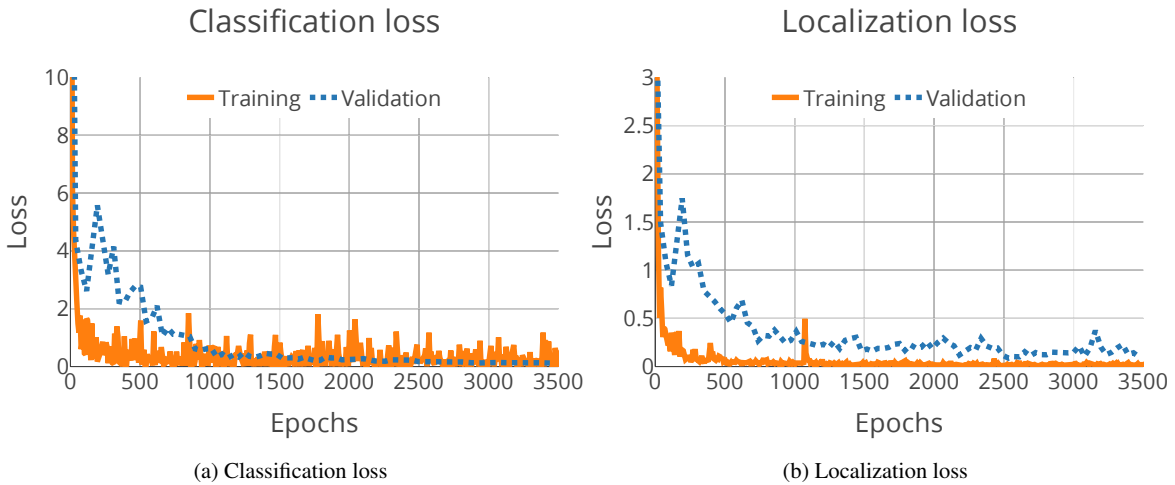 Classification loss
10
8
6
4
2
0
Loss
Training
Validation
0 500 1000 1500 2000 2500 3000 3500
Epochs
(a) Classification loss
Localization loss
3
2.5
2
1.5
1
0.5
0
Loss
Training
Validation
0 500 1000 1500 2000 2500 3000 3500
Epochs
(b) Localization loss